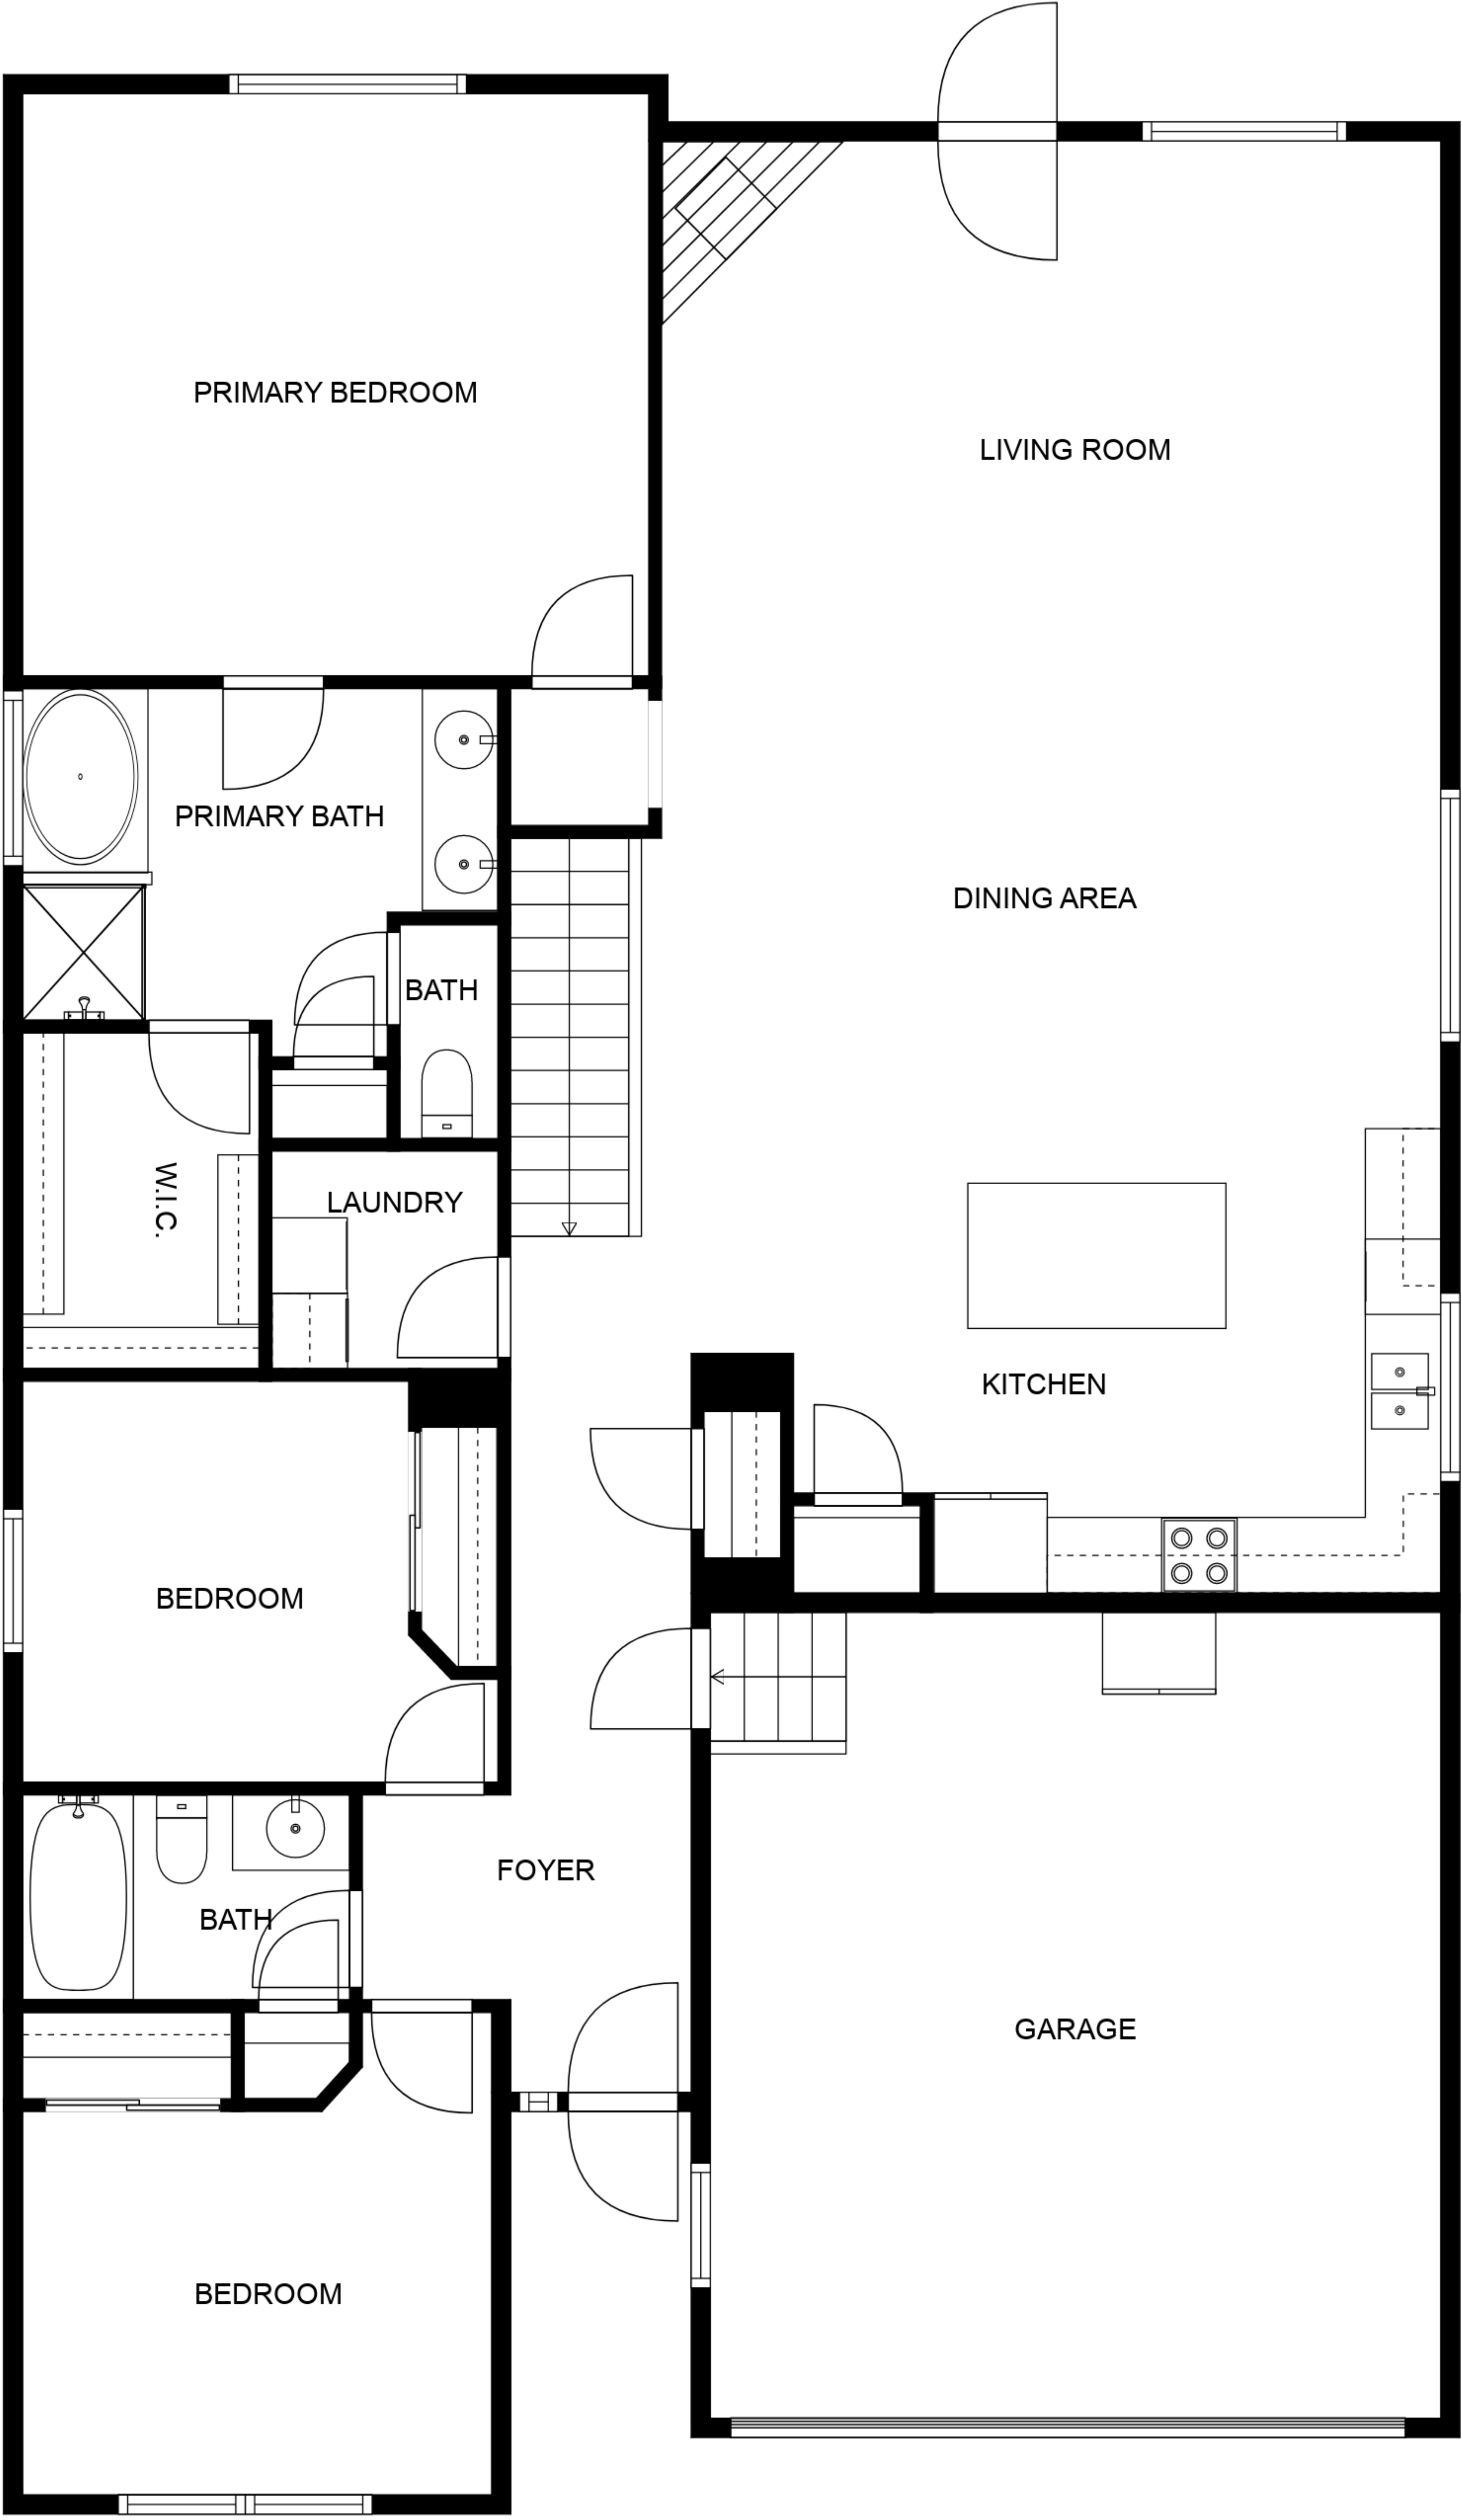 PRIMARY BEDROOM
LIVING ROOM
PRIMARY BATH
DINING AREA
BATH
W.I.C.
LAUNDRY
KITCHEN
BEDROOM
FOYER
BATH
GARAGE
BEDROOM